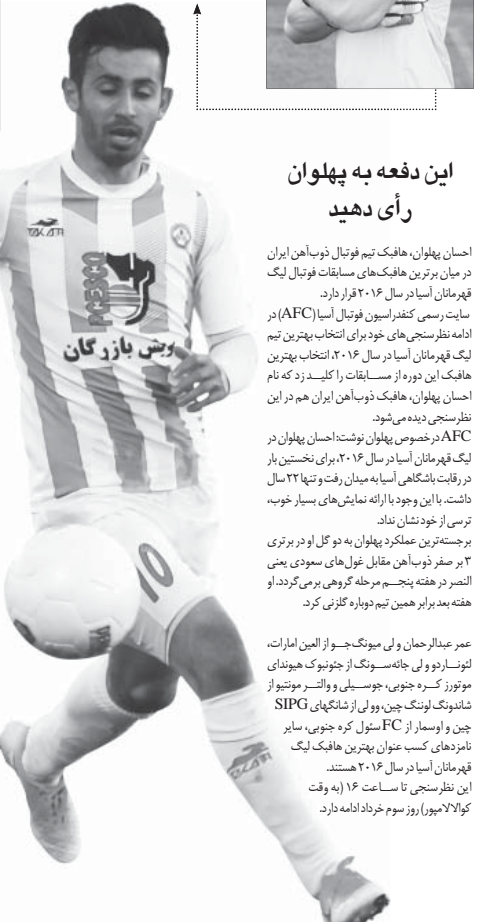 این دفعه به پهلوان
رأی دهید
احسان پهلوان، هافبک تیم فوتبال ذوب‌آهن ایران
در میان برترین هافبک‌های مسابقات فوتبال لیگ
قهرمانان آسیا در سال ۲۰۱۶ قرار دارد.
سایت رسمی کنفدراسیون فوتبال آسیا (AFC) در
ادامه نظرسنجی‌های خود برای انتخاب بهترین تیم
لیگ قهرمانان آسیا در سال ۲۰۱۶، انتخاب بهترین
هافبک این دوره از مسابقات را کلید زد که نام
احسان پهلوان، هافبک ذوب‌آهن ایران هم در این
نظرسنجی دیده می‌شود.
AFC درخصوص پهلوان نوشت: احسان پهلوان در
لیگ قهرمانان آسیا در سال ۲۰۱۶، برای نخستین بار
در رقابت باشگاهی آسیا به میدان رفت و تنها ۲۲ سال
داشت. با این وجود با ارائه نمایش‌های بسیار خوب،
ترسی از خود نشان نداد.
برجسته‌ترین عملکرد پهلوان به دو گل او در برتری
۳ بر صفر ذوب‌آهن مقابل غول‌های سعودی یعنی
النصر در هفته پنجم مرحله گروهی برمی‌گردد. او
هفته بعد برابر همین تیم دوباره گلزنی کرد.
عمر عبدالرحمان و لی میونگ‌جو از العین امارات،
لئوناردو و لی جائه‌سونگ از جئونبوک هیوندای
موتورز کره جنوبی، جوسیلی و والتر مونتیو از
شاندونگ لوننگ چین، وو لی از شانگهای SIPG
چین و اوسمار از FC سئول کره جنوبی، سایر
نامزدهای کسب عنوان بهترین هافبک لیگ
قهرمانان آسیا در سال ۲۰۱۶ هستند.
این نظرسنجی تا ساعت ۱۶ (به وقت
کوالالامپور) روز سوم خرداد ادامه دارد.
TAKATI
PGESCO
ویش بازرگان
10
TAKATI